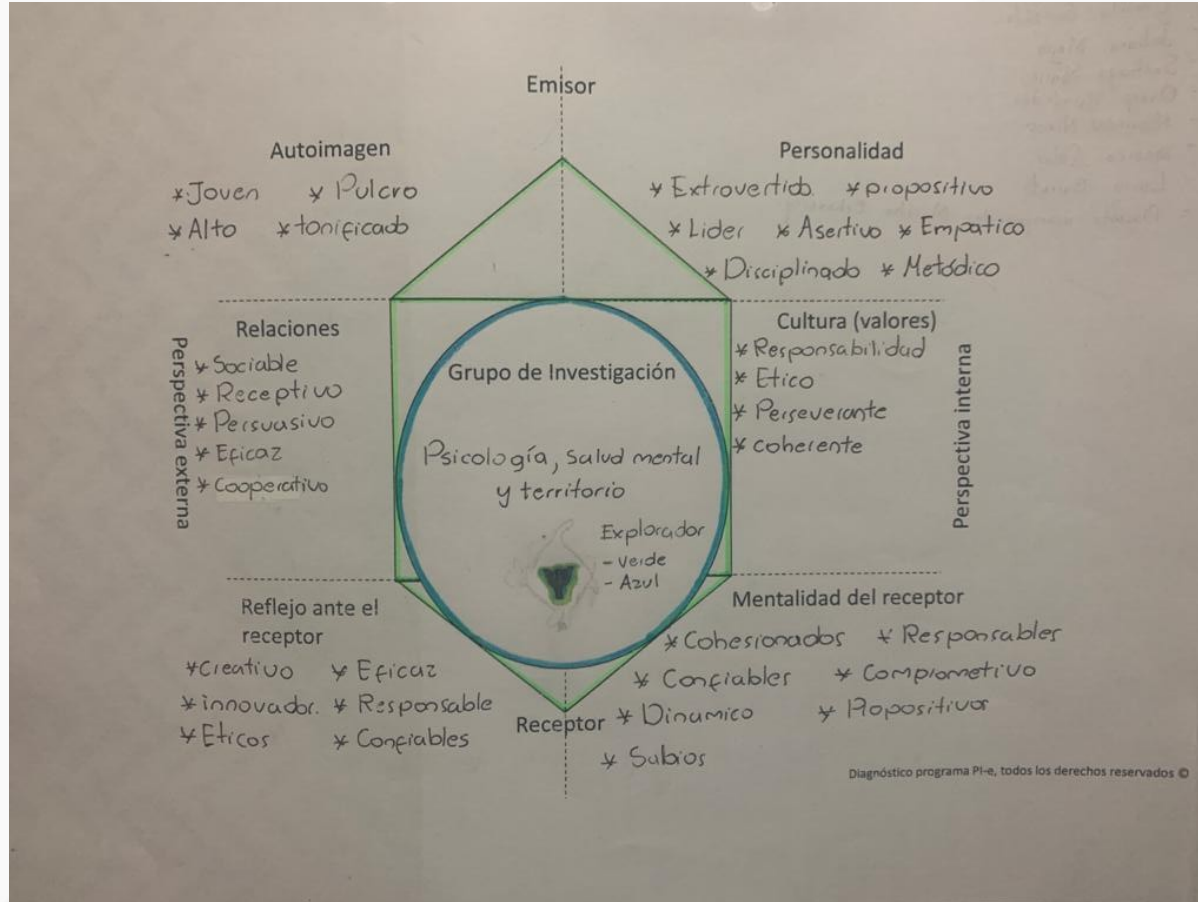 Emisor
Autoimagen
* Joven * Pulcro
* Alto * tonificado
Personalidad
* Extrovertido. * propositivo
* Lider * Asertivo * Empatico
* Disciplinado * Metódico
Perspectiva externa
Relaciones
* Sociable
* Receptivo
* Persuasivo
* Eficaz
* Cooperativo
Grupo de Investigación
Psicología, Salud mental
y territorio
Explorador
- Verde
- Azul
Cultura (valores)
* Responsabilidad
* Etico
* Perseverante
* coherente
Perspectiva interna
Reflejo ante el
receptor
* Creativo * Eficaz
* innovador. * Responsable
* Eticos * Confiables
Receptor
Mentalidad del receptor
* Cohesionados * Responsables
* Confiables * Comprometivo
* Dinamico * Propositivos
* Sabios
Diagnóstico programa PI-e, todos los derechos reservados ©